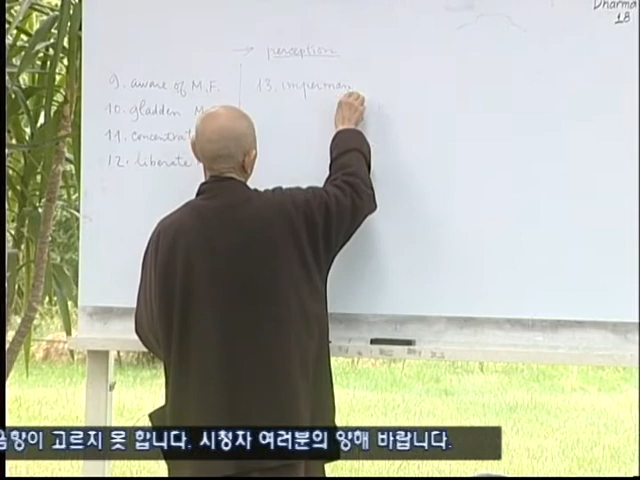 Dharma
18
→ perception
9. aware of M.F.
13. imperman
10. gladden M
11. concentrat
12. liberate
음향이 고르지 못 합니다. 시청자 여러분의 양해 바랍니다.